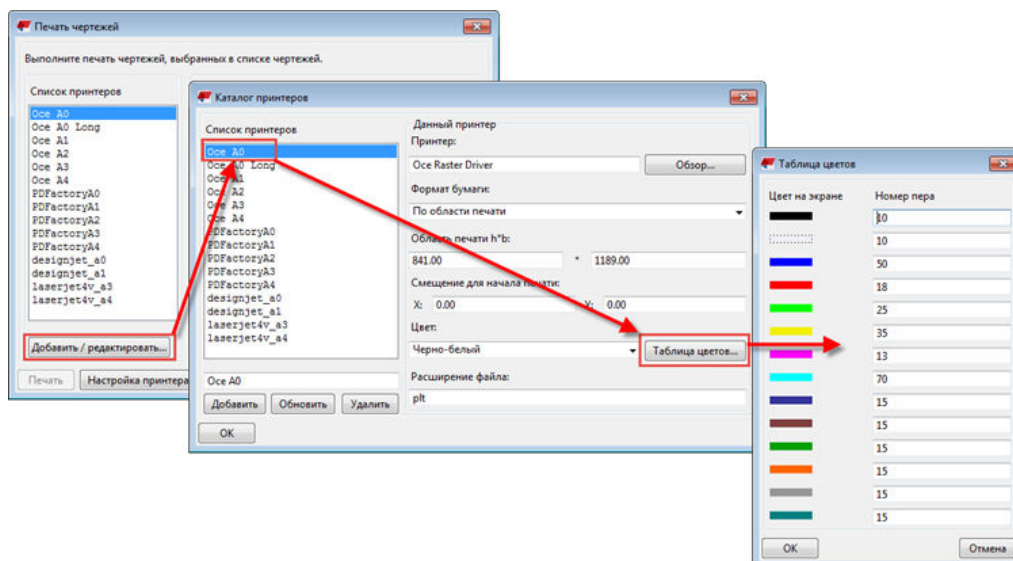 Печать чертежей
Выполните печать чертежей, выбранных в списке чертежей.
Список принтеров
Oce A0
Oce A0 Long
Oce A1
Oce A2
Oce A3
Oce A4
PDFactoryA0
PDFactoryA1
PDFactoryA2
PDFactoryA3
PDFactoryA4
designjet_a0
designjet_a1
laserjet4v_a3
laserjet4v_a4
Добавить / редактировать...
Печать
Настройка принтера
Каталог принтеров
Список принтеров
Oce A0
Oce A0 Long
Oce A1
Oce A2
Oce A3
Oce A4
PDFactoryA0
PDFactoryA1
PDFactoryA2
PDFactoryA3
PDFactoryA4
designjet_a0
designjet_a1
laserjet4v_a3
laserjet4v_a4
Oce A0
Добавить
Обновить
Удалить
OK
Данный принтер
Принтер:
Oce Raster Driver
Обзор...
Формат бумаги:
По области печати
Область печати h*b:
841.00 * 1189.00
Смещение для начала печати:
X: 0.00 Y: 0.00
Цвет:
Черно-белый
Таблица цветов...
Расширение файла:
plt
Таблица цветов
Цвет на экране Номер пера
10
10
50
18
25
35
13
70
15
15
15
15
15
15
OK
Отмена